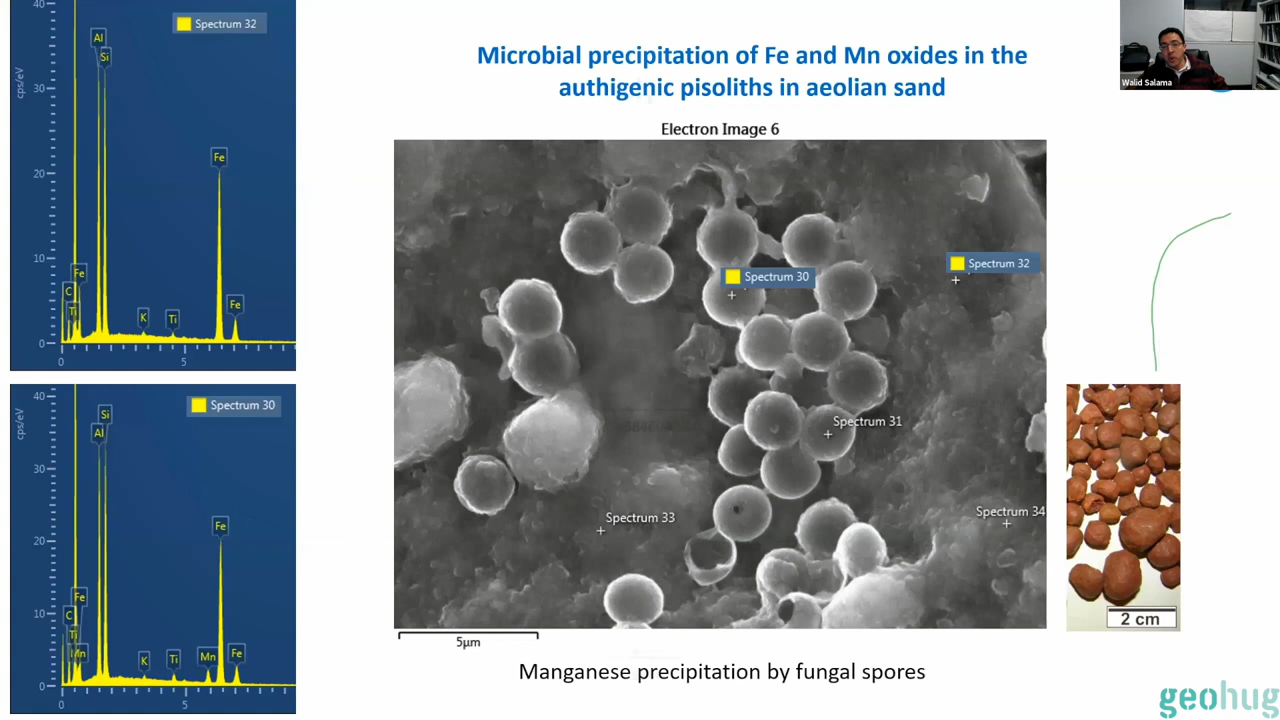 Microbial precipitation of Fe and Mn oxides in the
authigenic pisoliths in aeolian sand
Walid Salama
cps/eV
40
30
20
10
0
0
5
Spectrum 32
Al
Si
Fe
Fe
C
Ti
K
Ti
Fe
cps/eV
40
30
20
10
0
0
5
Spectrum 30
Si
Al
Fe
Fe
C
Ti
Mn
K
Ti
Mn
Fe
Electron Image 6
Spectrum 30
Spectrum 32
Spectrum 31
Spectrum 33
Spectrum 34
5µm
2 cm
Manganese precipitation by fungal spores
geohug